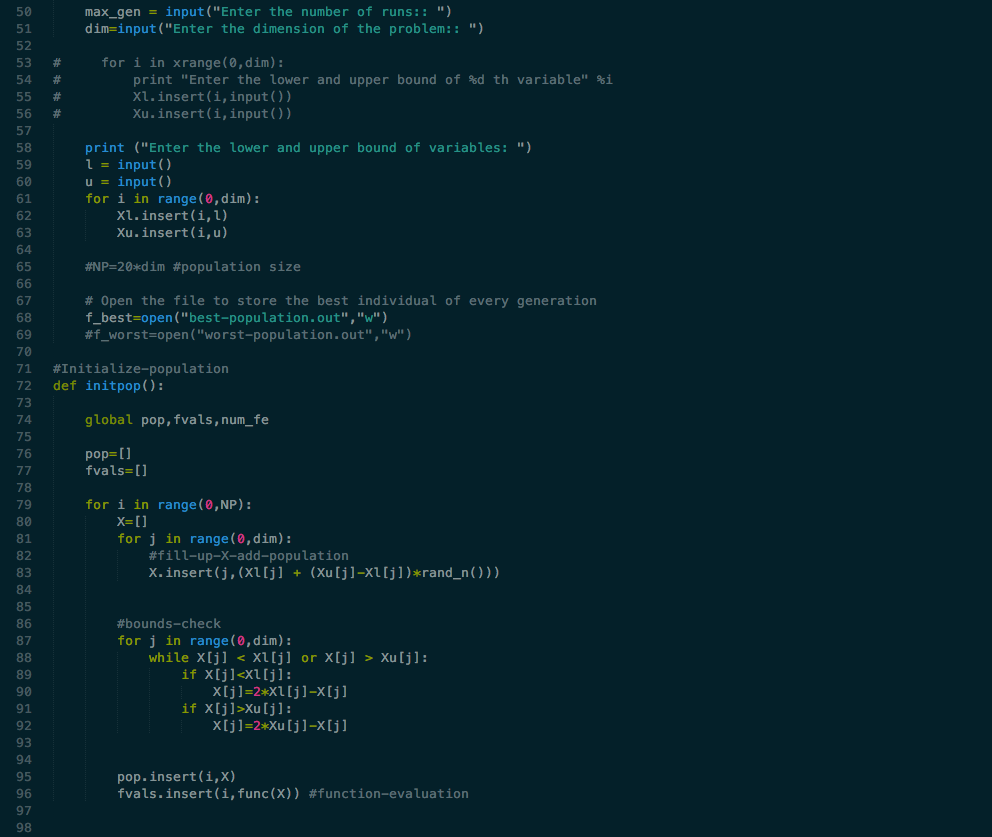 50 max_gen = input("Enter the number of runs:: ")
51 dim=input("Enter the dimension of the problem:: ")
52
53 #     for i in xrange(0,dim):
54 #         print "Enter the lower and upper bound of %d th variable" %i
55 #         Xl.insert(i,input())
56 #         Xu.insert(i,input())
57
58     print ("Enter the lower and upper bound of variables: ")
59     l = input()
60     u = input()
61     for i in range(0,dim):
62         Xl.insert(i,l)
63         Xu.insert(i,u)
64
65     #NP=20*dim #population size
66
67     # Open the file to store the best individual of every generation
68     f_best=open("best-population.out","w")
69     #f_worst=open("worst-population.out","w")
70
71 #Initialize-population
72 def initpop():
73
74     global pop,fvals,num_fe
75
76     pop=[]
77     fvals=[]
78
79     for i in range(0,NP):
80         X=[]
81         for j in range(0,dim):
82             #fill-up-X-add-population
83             X.insert(j,(Xl[j] + (Xu[j]-Xl[j])*rand_n()))
84
85
86         #bounds-check
87         for j in range(0,dim):
88             while X[j] < Xl[j] or X[j] > Xu[j]:
89                 if X[j]<Xl[j]:
90                     X[j]=2*Xl[j]-X[j]
91                 if X[j]>Xu[j]:
92                     X[j]=2*Xu[j]-X[j]
93
94
95         pop.insert(i,X)
96         fvals.insert(i,func(X)) #function-evaluation
97
98